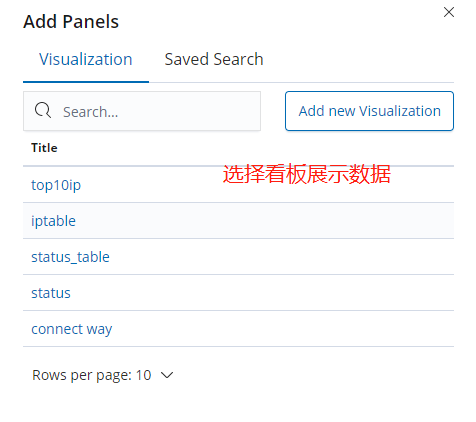 Add Panels
Visualization Saved Search
Search... Add new Visualization
Title
选择看板展示数据
top10ip
iptable
status_table
status
connect way
Rows per page: 10